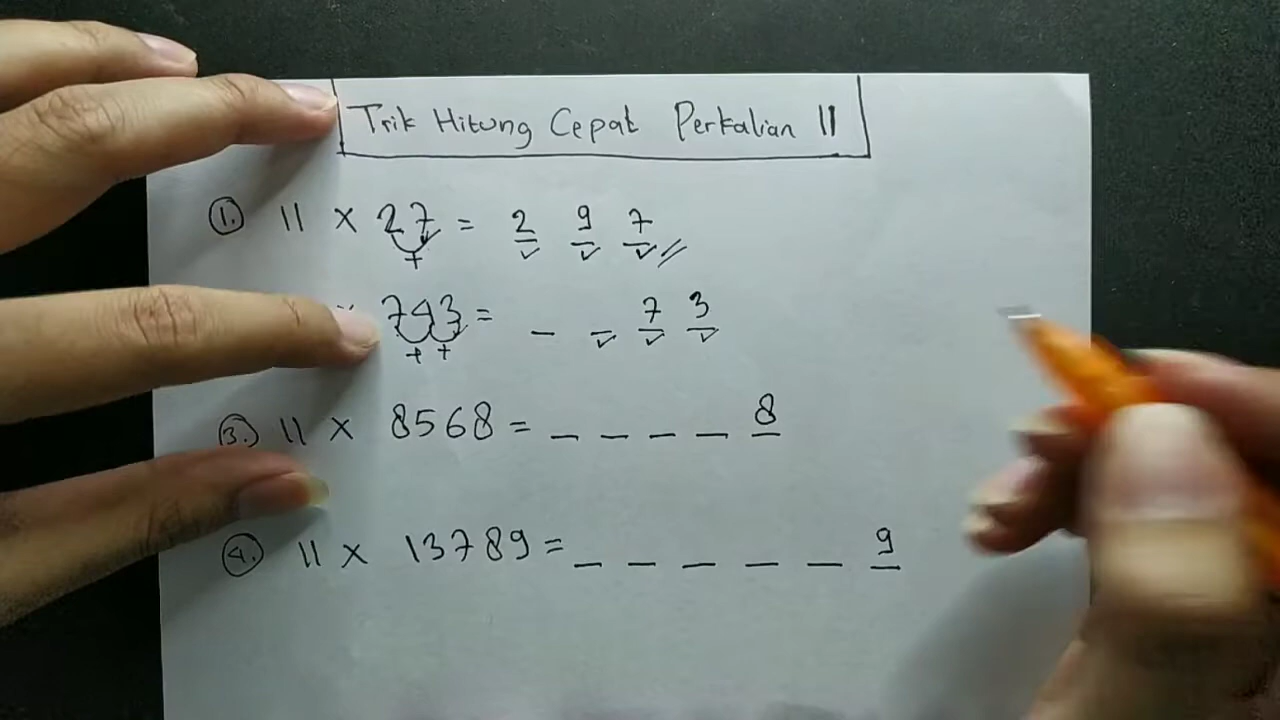 Trik Hitung Cepat Perkalian 11
1. 11 x 27 = 2 9 7
+
743 = _ _ 7 3
+ +
3. 11 x 8568 = _ _ _ _ 8
4. 11 x 13789 = _ _ _ _ _ 9